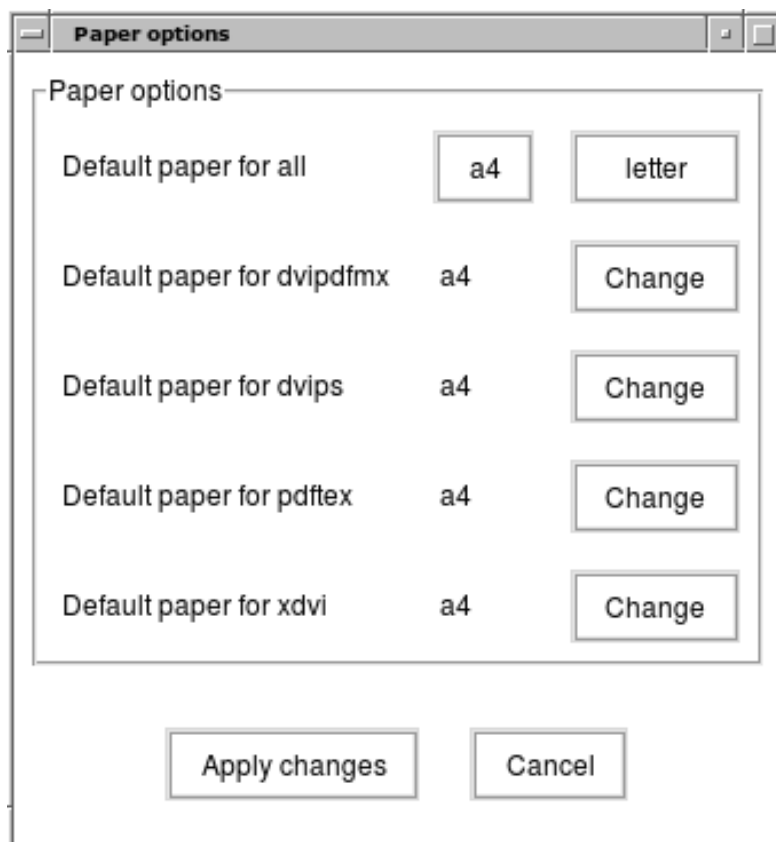 Paper options
Paper options
Default paper for all a4 letter
Default paper for dvipdfmx a4 Change
Default paper for dvips a4 Change
Default paper for pdftex a4 Change
Default paper for xdvi a4 Change
Apply changes Cancel